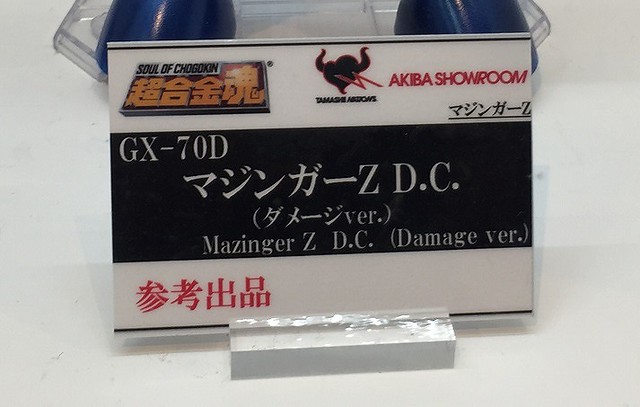 SOUL OF CHOGOKIN
超合金魂
TAMASHII NATIONS
AKIBA SHOWROOM
マジンガーZ
GX-70D
マジンガーZ D.C.
(ダメージver.)
Mazinger Z D.C. (Damage ver.)
参考出品